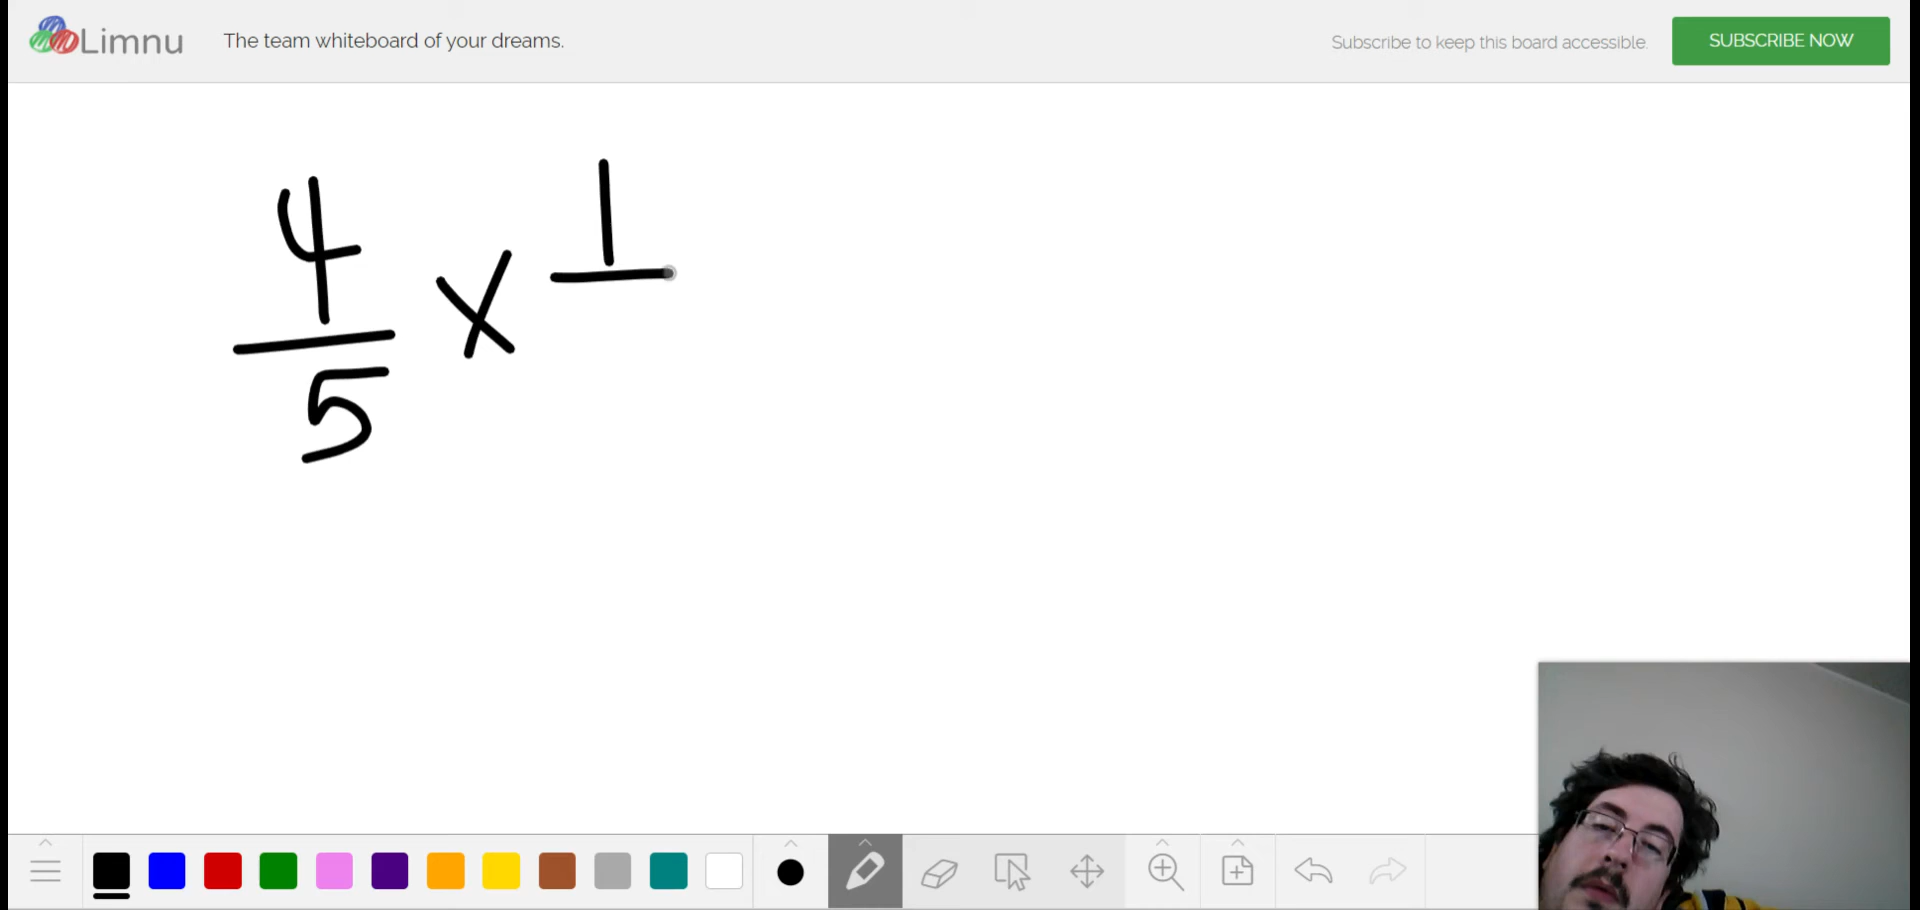 Limnu The team whiteboard of your dreams. Subscribe to keep this board accessible. SUBSCRIBE NOW
4 1
x
5